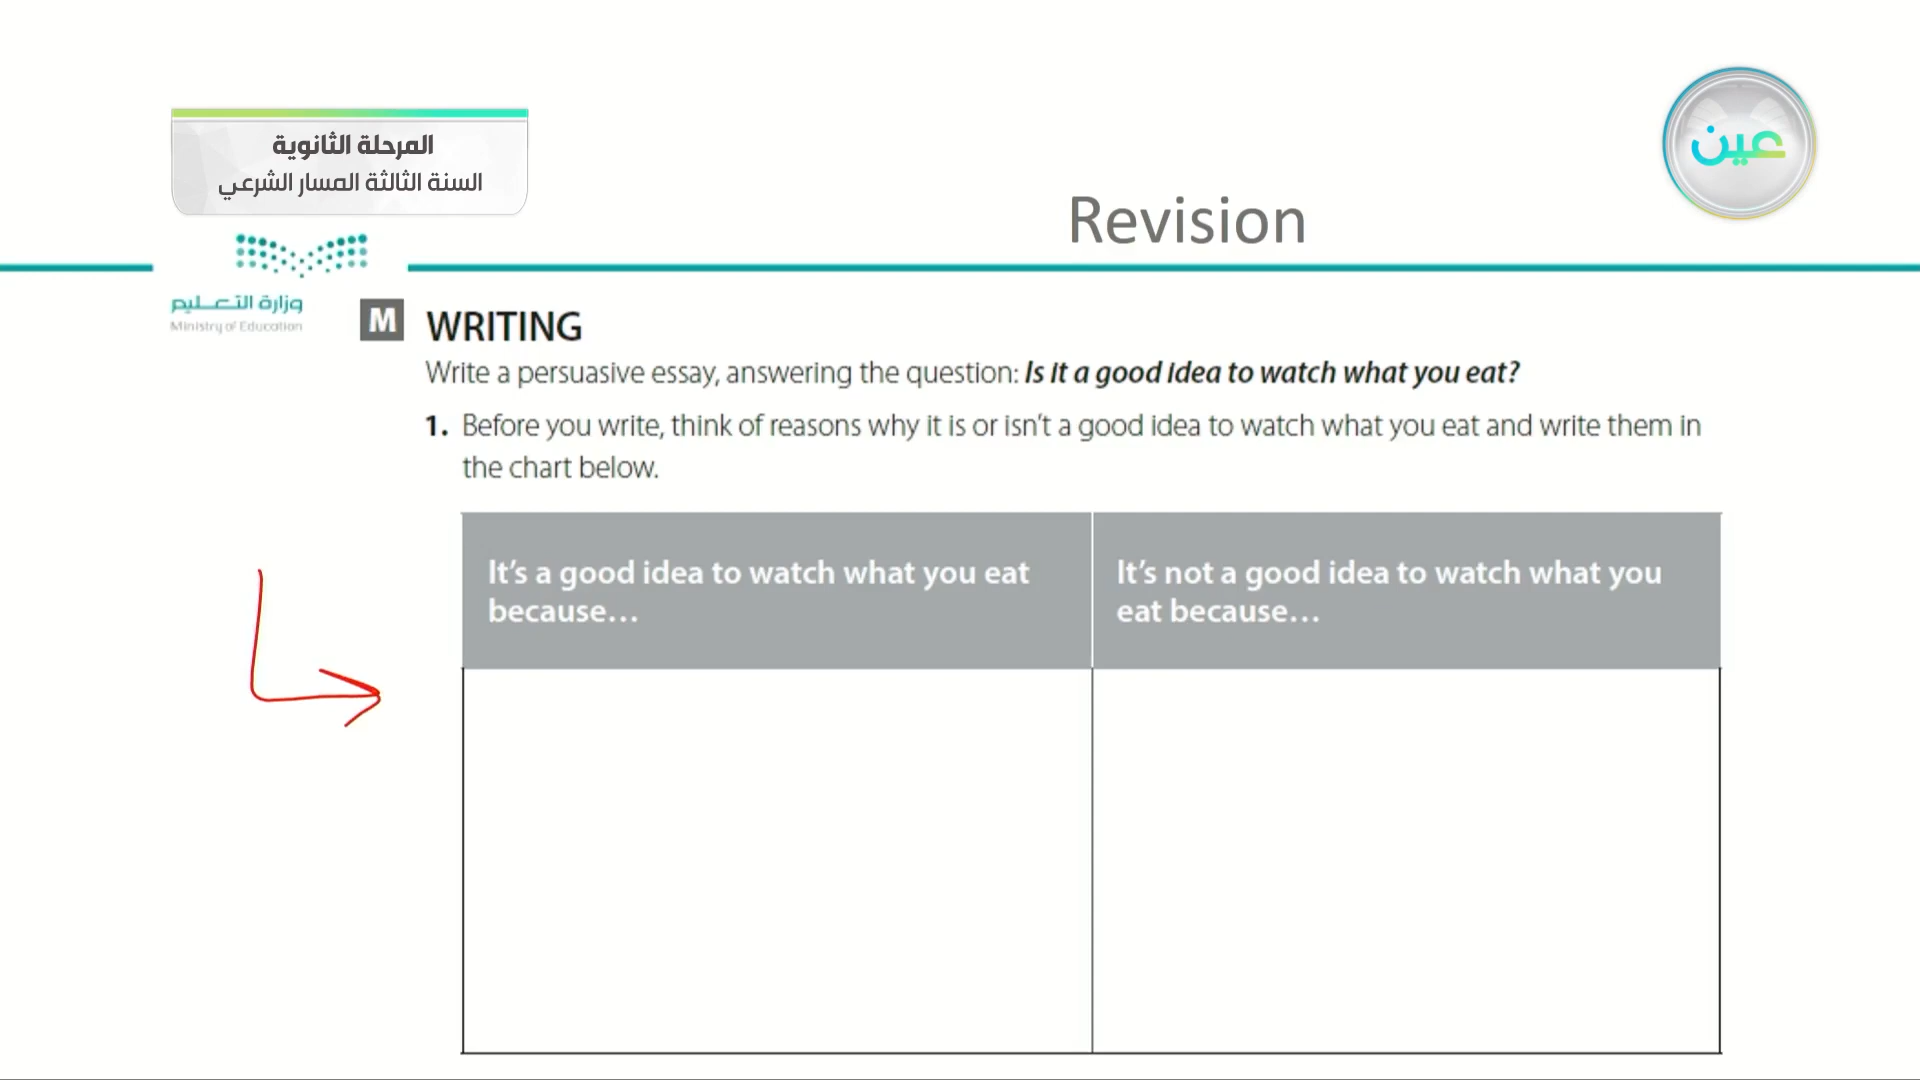 المرحلة الثانوية
السنة الثالثة المسار الشرعي
عين
Revision
وزارة التعليم
Ministry of Education
M WRITING
Write a persuasive essay, answering the question: Is it a good idea to watch what you eat?
1. Before you write, think of reasons why it is or isn't a good idea to watch what you eat and write them in
the chart below.
It's a good idea to watch what you eat
because…
It's not a good idea to watch what you
eat because…